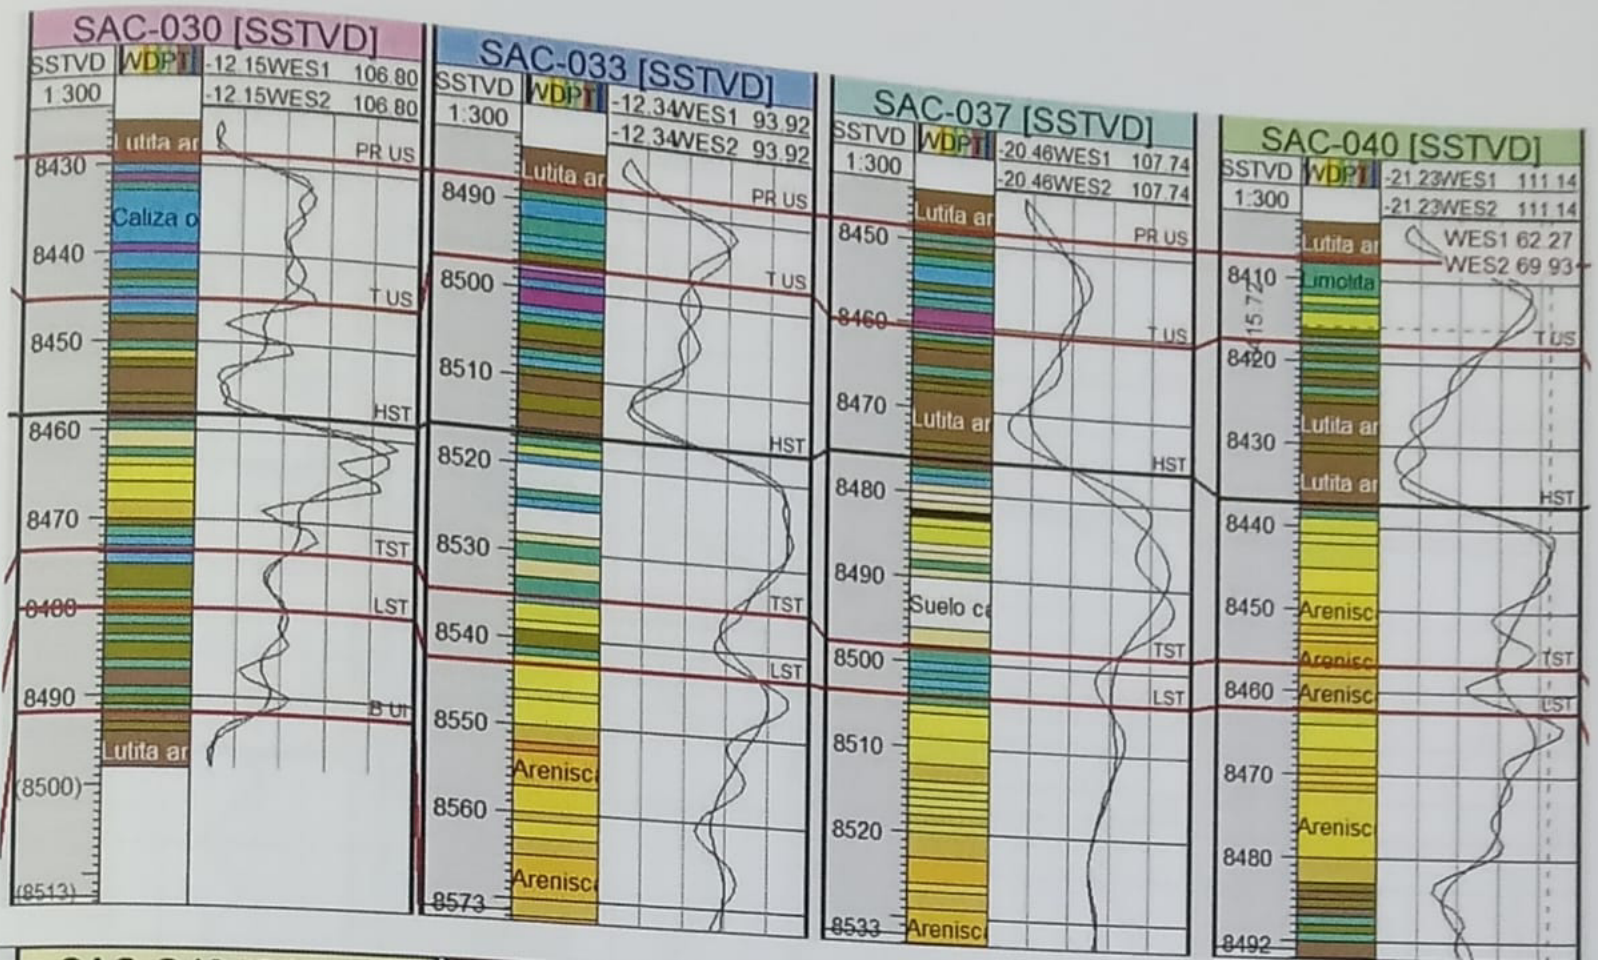 SAC-030 [SSTVD]
SSTVD WDPT -12.15WES1 106.80
1:300 -12.15WES2 106.80
Lutita ar
PR US
8430
Caliza o
8440
T US
8450
HST
8460
8470
TST
8480
LST
8490
B UI
Lutita ar
(8500)
(8513)
SAC-033 [SSTVD]
SSTVD WDPT -12.34WES1 93.92
1:300 -12.34WES2 93.92
Lutita ar
8490
PR US
8500
T US
8510
HST
8520
8530
TST
8540
LST
8550
Arenisca
8560
Arenisca
8573
SAC-037 [SSTVD]
SSTVD WDPT -20.46WES1 107.74
1:300 -20.46WES2 107.74
Lutita ar
8450
PR US
8460
T US
8470
Lutita ar
HST
8480
8490
Suelo ca
TST
8500
LST
8510
8520
8533
Arenisca
SAC-040 [SSTVD]
SSTVD WDPT -21.23WES1 111.14
1:300 -21.23WES2 111.14
Lutita ar
WES1 62.27
WES2 69.93
8410
Limolita
T US
8420
Lutita ar
8430
Lutita ar
HST
8440
8450
Arenisca
Arenisc
TST
8460
Arenisca
LST
8470
Arenisc
8480
8492